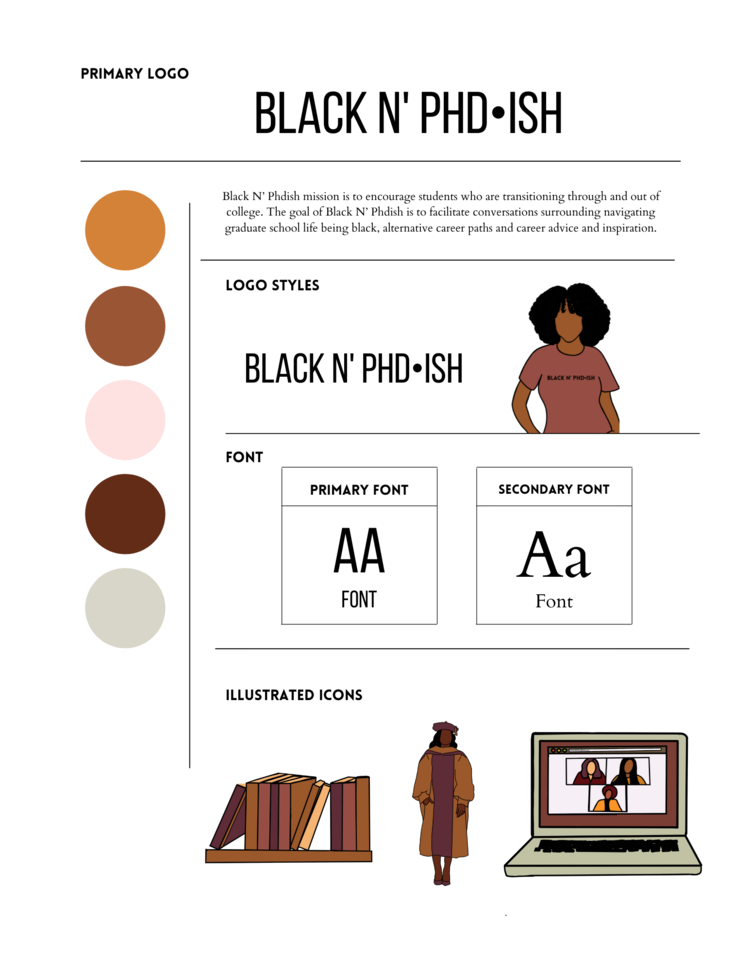 PRIMARY LOGO
BLACK N' PHD•ISH
Black N’ Phdish mission is to encourage students who are transitioning through and out of
college. The goal of Black N’ Phdish is to facilitate conversations surrounding navigating
graduate school life being black, alternative career paths and career advice and inspiration.
LOGO STYLES
BLACK N' PHD•ISH
BLACK N' PHD•ISH
FONT
PRIMARY FONT
AA
FONT
SECONDARY FONT
Aa
Font
ILLUSTRATED ICONS